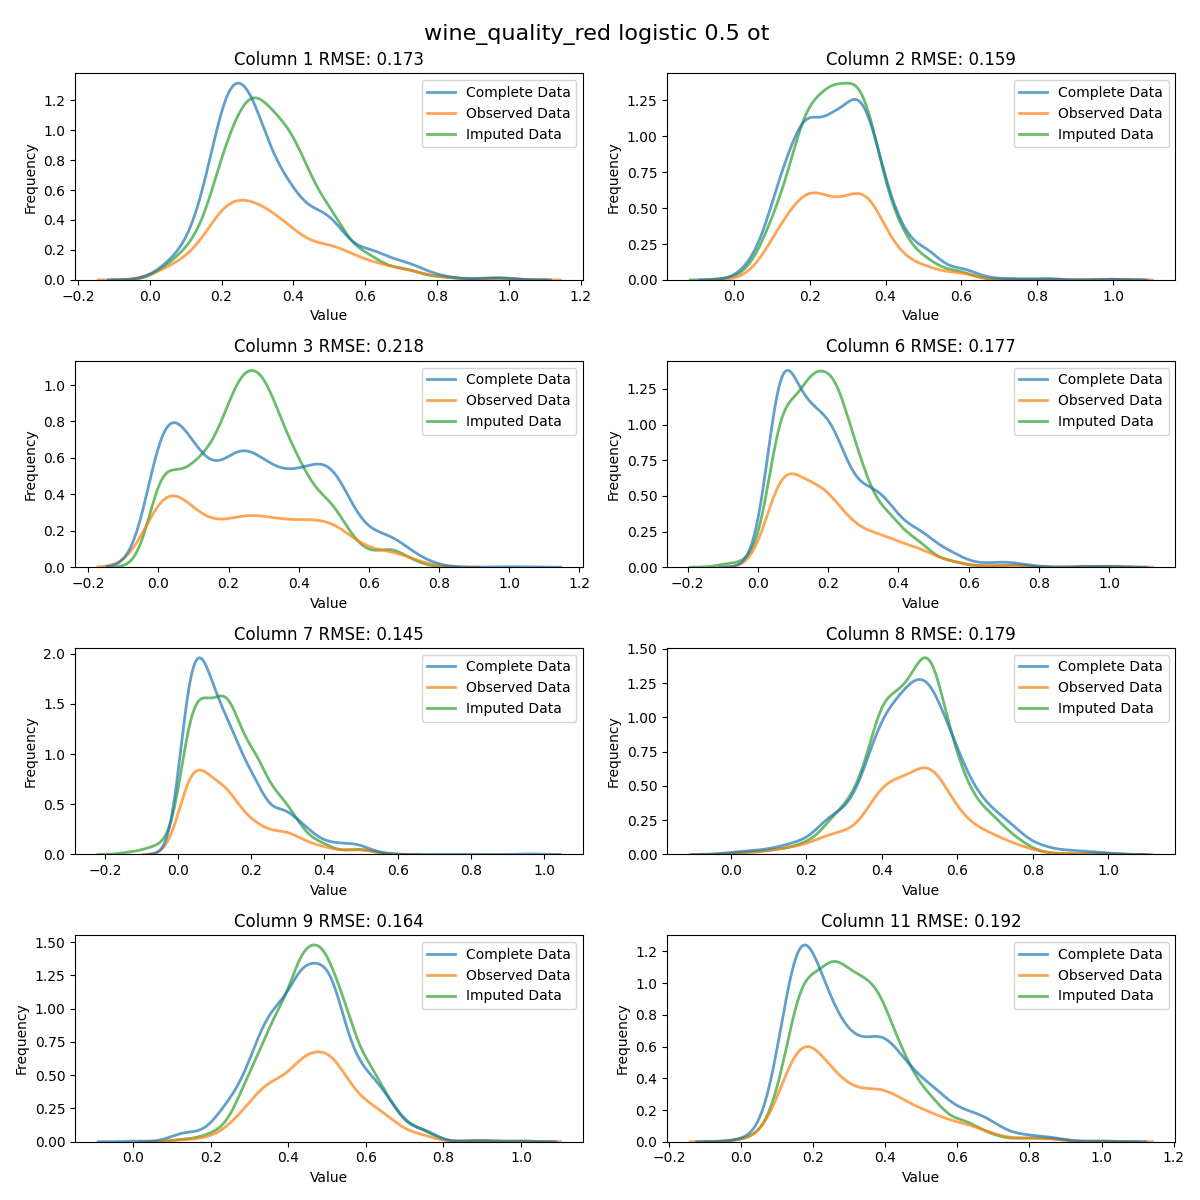 wine_quality_red logistic 0.5 ot
Column 1 RMSE: 0.173
Frequency
1.2
1.0
0.8
0.6
0.4
0.2
0.0
Complete Data
Observed Data
Imputed Data
−0.2 0.0 0.2 0.4 0.6 0.8 1.0 1.2
Value
Column 2 RMSE: 0.159
Frequency
1.25
1.00
0.75
0.50
0.25
0.00
Complete Data
Observed Data
Imputed Data
0.0 0.2 0.4 0.6 0.8 1.0
Value
Column 3 RMSE: 0.218
Frequency
1.0
0.8
0.6
0.4
0.2
0.0
Complete Data
Observed Data
Imputed Data
−0.2 0.0 0.2 0.4 0.6 0.8 1.0 1.2
Value
Column 6 RMSE: 0.177
Frequency
1.25
1.00
0.75
0.50
0.25
0.00
Complete Data
Observed Data
Imputed Data
−0.2 0.0 0.2 0.4 0.6 0.8 1.0
Value
Column 7 RMSE: 0.145
Frequency
2.0
1.5
1.0
0.5
0.0
Complete Data
Observed Data
Imputed Data
−0.2 0.0 0.2 0.4 0.6 0.8 1.0
Value
Column 8 RMSE: 0.179
Frequency
1.50
1.25
1.00
0.75
0.50
0.25
0.00
Complete Data
Observed Data
Imputed Data
0.0 0.2 0.4 0.6 0.8 1.0
Value
Column 9 RMSE: 0.164
Frequency
1.50
1.25
1.00
0.75
0.50
0.25
0.00
Complete Data
Observed Data
Imputed Data
0.0 0.2 0.4 0.6 0.8 1.0
Value
Column 11 RMSE: 0.192
Frequency
1.2
1.0
0.8
0.6
0.4
0.2
0.0
Complete Data
Observed Data
Imputed Data
−0.2 0.0 0.2 0.4 0.6 0.8 1.0 1.2
Value